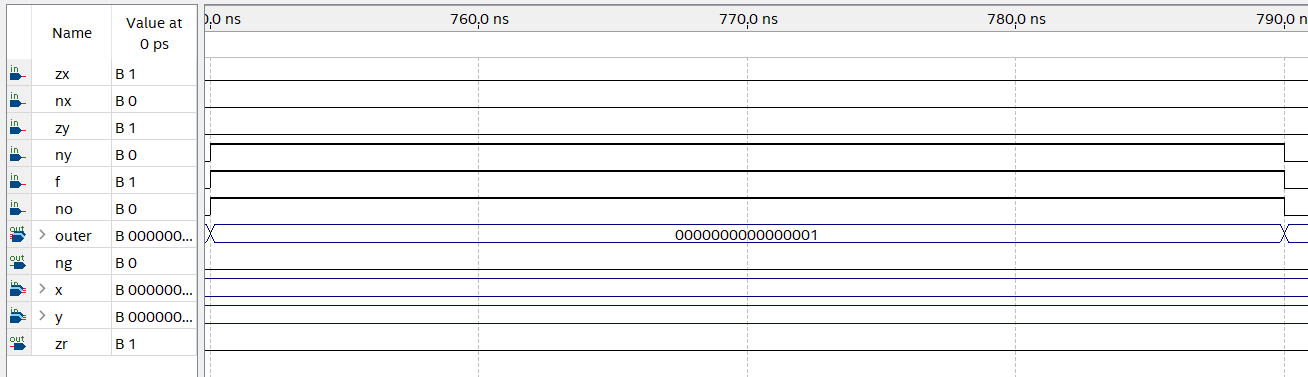 0.0 ns 760.0 ns 770.0 ns 780.0 ns 790.0 n
Name Value at 0 ps
in zx B 1
in nx B 0
in zy B 1
in ny B 0
in f B 1
in no B 0
out > outer B 000000... 0000000000000001
out ng B 0
in > x B 000000...
in > y B 000000...
out zr B 1